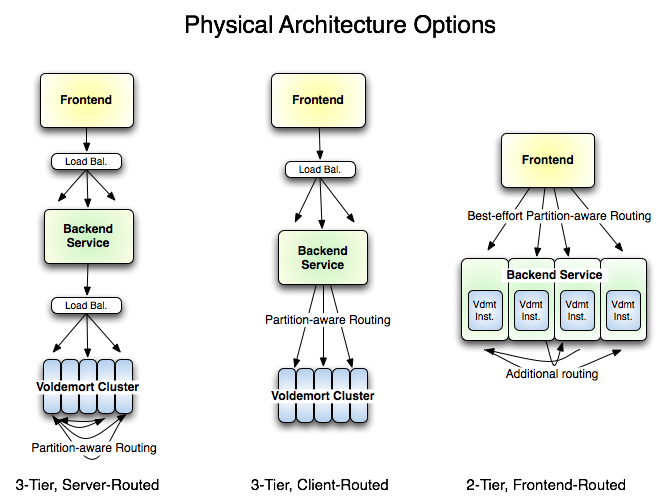 Physical Architecture Options
Frontend
Load Bal.
Backend
Service
Load Bal.
Voldemort Cluster
Partition-aware Routing
3-Tier, Server-Routed
Frontend
Load Bal.
Backend
Service
Partition-aware Routing
Voldemort Cluster
3-Tier, Client-Routed
Frontend
Best-effort Partition-aware Routing
Backend Service
Vdmt
Inst.
Vdmt
Inst.
Vdmt
Inst.
Vdmt
Inst.
Additional routing
2-Tier, Frontend-Routed